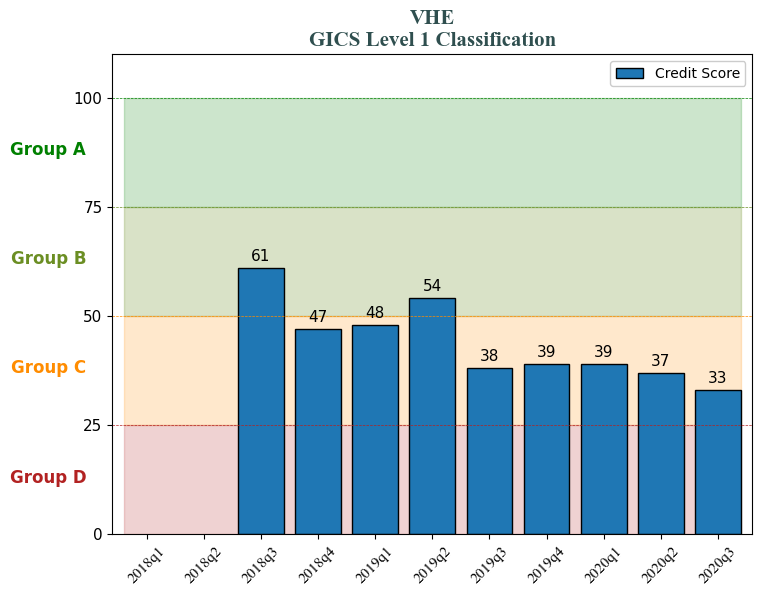 VHE
GICS Level 1 Classification
Credit Score
100
Group A
75
Group B
61
54
50
47
48
Group C
38
39
39
37
33
25
Group D
0
2018q1
2018q2
2018q3
2018q4
2019q1
2019q2
2019q3
2019q4
2020q1
2020q2
2020q3